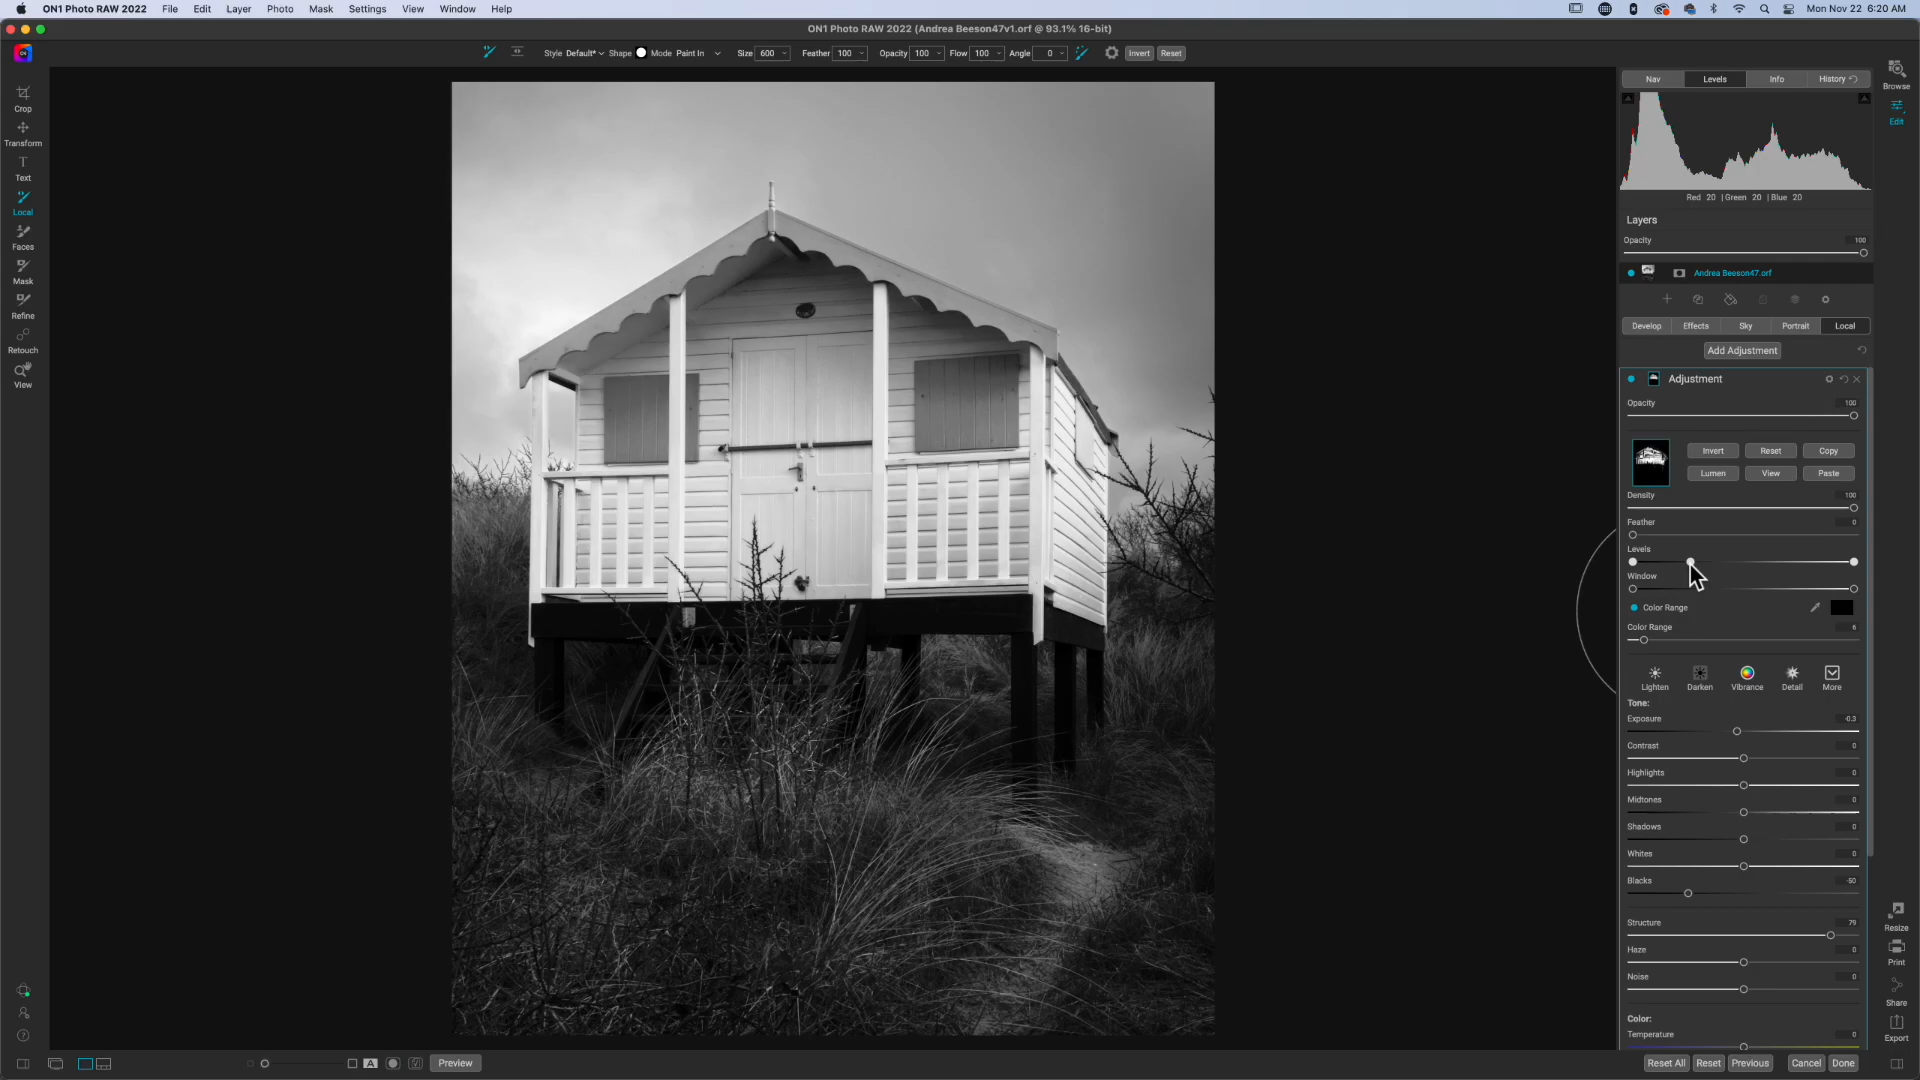 ON1 Photo RAW 2022 File Edit Layer Photo Mask Settings View Window Help Mon Nov 22 6:20 AM
ON1 Photo RAW 2022 (Andrea Beeson47v1.orf @ 93.1% 16-bit)
Style Default* Shape Mode Paint In Size 600 Feather 100 Opacity 100 Flow 100 Angle 0 Invert Reset
Crop
Transform
Text
Local
Faces
Mask
Refine
Retouch
View
Nav Levels Info History
Red 20 | Green 20 | Blue 20
Layers
Opacity 100
Andrea Beeson47.orf
Develop Effects Sky Portrait Local
Add Adjustment
Adjustment
Opacity 100
Invert Reset Copy
Lumen View Paste
Density 100
Feather 0
Levels
Window
Color Range
Color Range 6
Lighten Darken Vibrance Detail More
Tone:
Exposure -0.3
Contrast 0
Highlights 0
Midtones 0
Shadows 0
Whites 0
Blacks -50
Structure 79
Haze 0
Noise 0
Color:
Temperature 0
Browse
Edit
Resize
Print
Share
Export
A Preview
Reset All Reset Previous Cancel Done